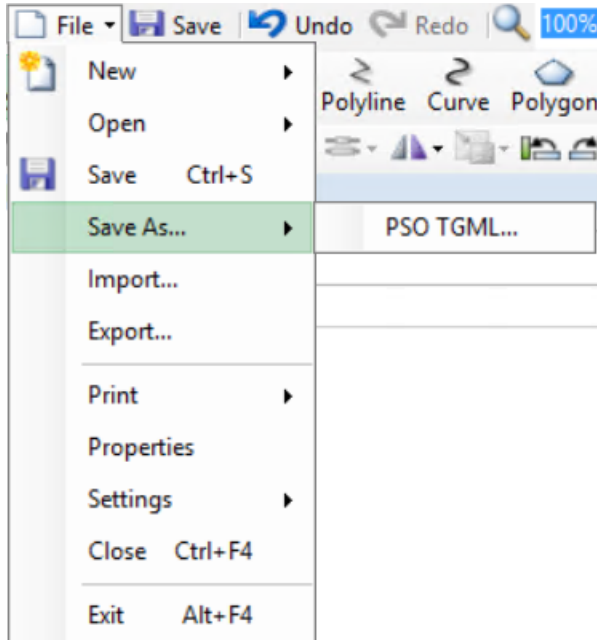 File Save Undo Redo 100%
New
Polyline Curve Polygon
Open
Save Ctrl+S
Save As... PSO TGML...
Import...
Export...
Print
Properties
Settings
Close Ctrl+F4
Exit Alt+F4